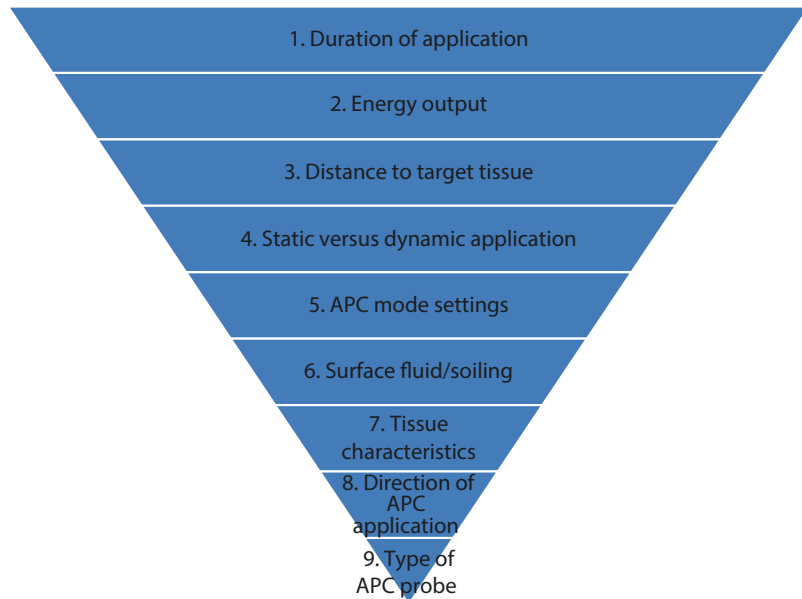 1. Duration of application
2. Energy output
3. Distance to target tissue
4. Static versus dynamic application
5. APC mode settings
6. Surface fluid/soiling
7. Tissue
characteristics
8. Direction of
APC
application
9. Type of
APC probe